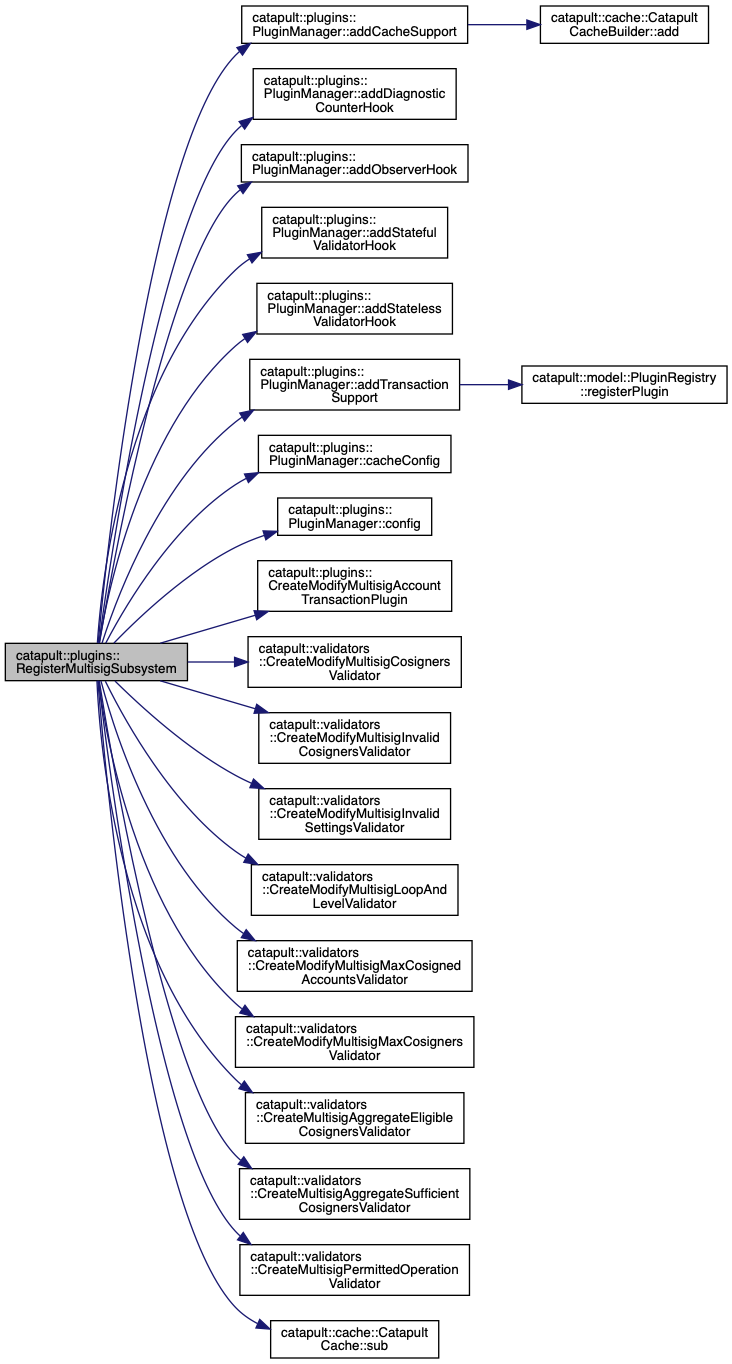 catapult::plugins::
PluginManager::addCacheSupport
catapult::cache::Catapult
CacheBuilder::add
catapult::plugins::
PluginManager::addDiagnostic
CounterHook
catapult::plugins::
PluginManager::addObserverHook
catapult::plugins::
PluginManager::addStateful
ValidatorHook
catapult::plugins::
PluginManager::addStateless
ValidatorHook
catapult::plugins::
PluginManager::addTransaction
Support
catapult::model::PluginRegistry
::registerPlugin
catapult::plugins::
PluginManager::cacheConfig
catapult::plugins::
PluginManager::config
catapult::plugins::
CreateModifyMultisigAccount
TransactionPlugin
catapult::plugins::
RegisterMultisigSubsystem
catapult::validators
::CreateModifyMultisigCosigners
Validator
catapult::validators
::CreateModifyMultisigInvalid
CosignersValidator
catapult::validators
::CreateModifyMultisigInvalid
SettingsValidator
catapult::validators
::CreateModifyMultisigLoopAnd
LevelValidator
catapult::validators
::CreateModifyMultisigMaxCosigned
AccountsValidator
catapult::validators
::CreateModifyMultisigMaxCosigners
Validator
catapult::validators
::CreateMultisigAggregateEligible
CosignersValidator
catapult::validators
::CreateMultisigAggregateSufficient
CosignersValidator
catapult::validators
::CreateMultisigPermittedOperation
Validator
catapult::cache::Catapult
Cache::sub